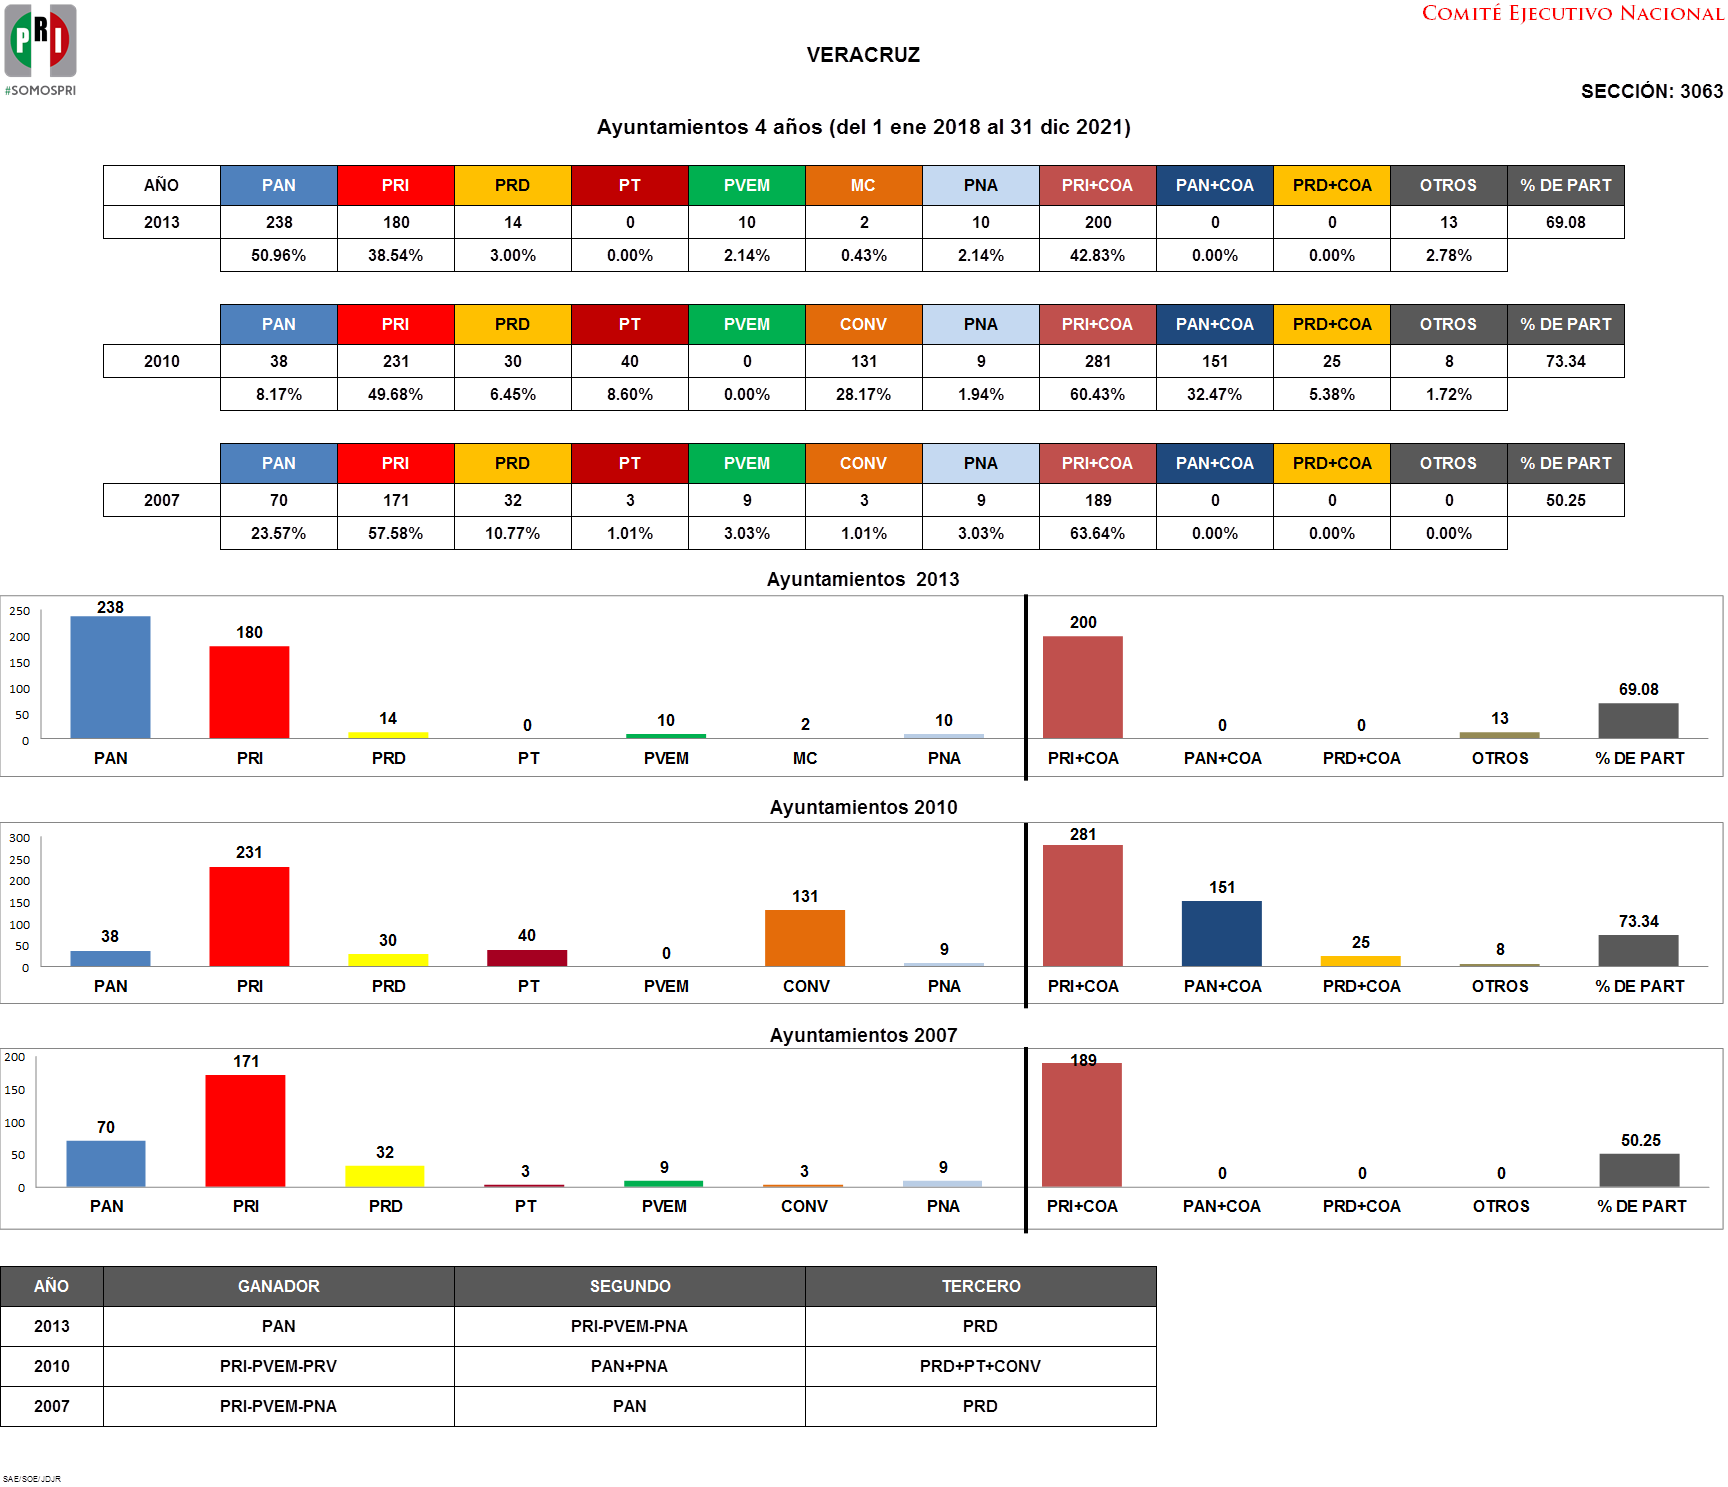 COMITÉ EJECUTIVO NACIONAL
PRI
#SOMOSPRI
VERACRUZ
SECCIÓN: 3063
Ayuntamientos 4 años (del 1 ene 2018 al 31 dic 2021)
AÑO PAN PRI PRD PT PVEM MC PNA PRI+COA PAN+COA PRD+COA OTROS % DE PART
2013 238 180 14 0 10 2 10 200 0 0 13 69.08
50.96% 38.54% 3.00% 0.00% 2.14% 0.43% 2.14% 42.83% 0.00% 0.00% 2.78%
PAN PRI PRD PT PVEM CONV PNA PRI+COA PAN+COA PRD+COA OTROS % DE PART
2010 38 231 30 40 0 131 9 281 151 25 8 73.34
8.17% 49.68% 6.45% 8.60% 0.00% 28.17% 1.94% 60.43% 32.47% 5.38% 1.72%
PAN PRI PRD PT PVEM CONV PNA PRI+COA PAN+COA PRD+COA OTROS % DE PART
2007 70 171 32 3 9 3 9 189 0 0 0 50.25
23.57% 57.58% 10.77% 1.01% 3.03% 1.01% 3.03% 63.64% 0.00% 0.00% 0.00%
Ayuntamientos 2013
250
200
150
100
50
0
238 180 14 0 10 2 10 200 0 0 13 69.08
PAN PRI PRD PT PVEM MC PNA PRI+COA PAN+COA PRD+COA OTROS % DE PART
Ayuntamientos 2010
300
250
200
150
100
50
0
38 231 30 40 0 131 9 281 151 25 8 73.34
PAN PRI PRD PT PVEM CONV PNA PRI+COA PAN+COA PRD+COA OTROS % DE PART
Ayuntamientos 2007
200
150
100
50
0
70 171 32 3 9 3 9 189 0 0 0 50.25
PAN PRI PRD PT PVEM CONV PNA PRI+COA PAN+COA PRD+COA OTROS % DE PART
AÑO GANADOR SEGUNDO TERCERO
2013 PAN PRI-PVEM-PNA PRD
2010 PRI-PVEM-PRV PAN+PNA PRD+PT+CONV
2007 PRI-PVEM-PNA PAN PRD
SAE/SOE/JDJR